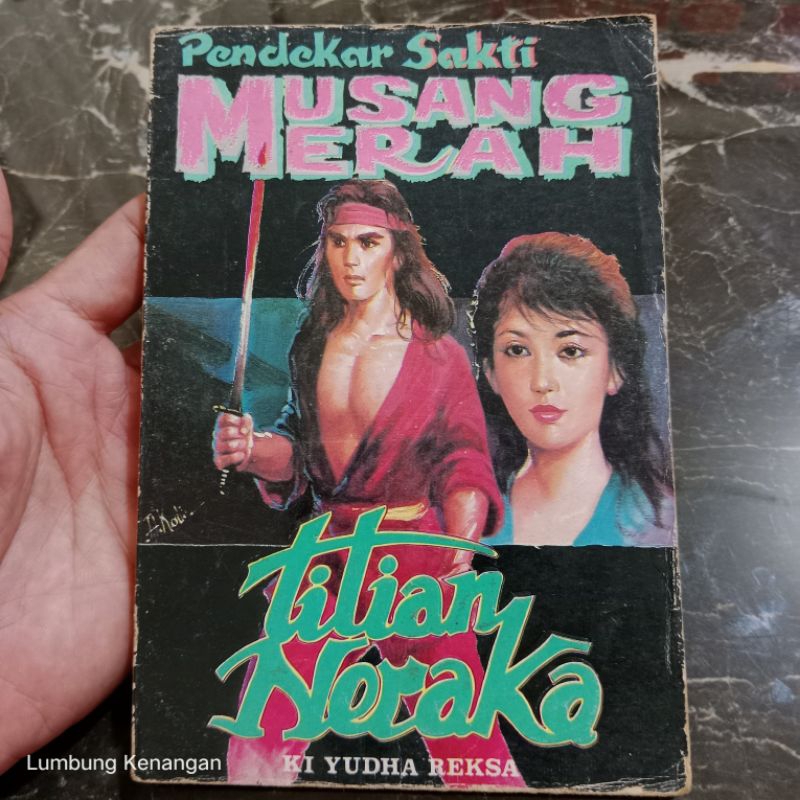 Pendekar Sakti
MUSANG
MERAH
Titian
Neraka
KI YUDHA REKSA
Lumbung Kenangan